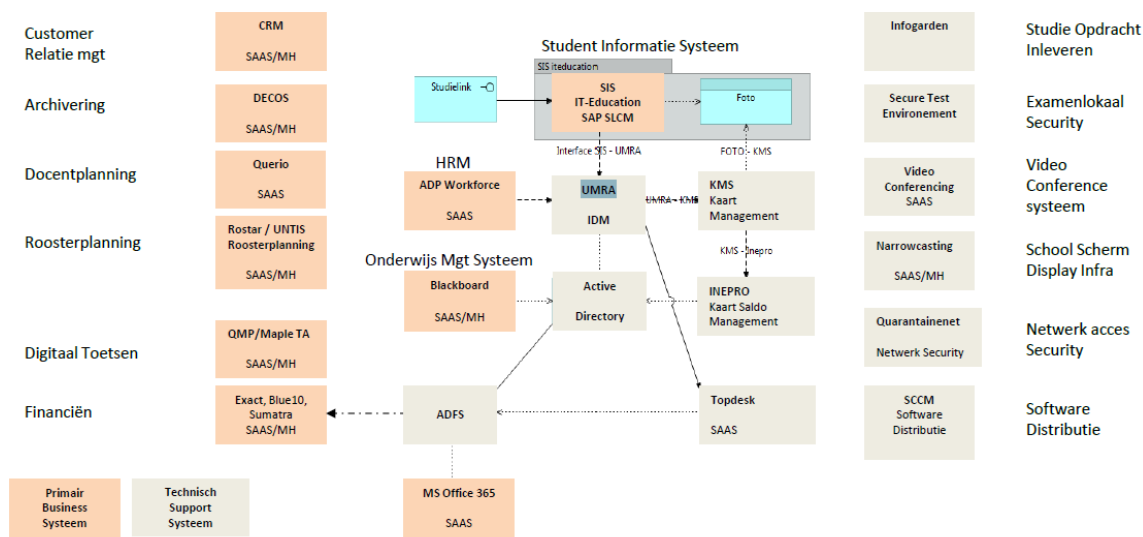 Customer
Relatie mgt
CRM
SAAS/MH
Archivering
DECOS
SAAS/MH
Docentplanning
Querio
SAAS
Roosterplanning
Rostar / UNTIS
Roosterplanning
SAAS/MH
Digitaal Toetsen
QMP/Maple TA
SAAS/MH
Financiën
Exact, Blue10,
Sumatra
SAAS/MH
Primair
Business
Systeem
Technisch
Support
Systeem
Student Informatie Systeem
SIS iteducation
Studielink
SIS
IT-Education
SAP SLCM
Foto
Interface SIS - UMRA
FOTO - KMS
HRM
ADP Workforce
SAAS
UMRA
IDM
UMRA - KMS
KMS
Kaart
Management
KMS - Inepro
Onderwijs Mgt Systeem
Blackboard
SAAS/MH
Active
Directory
INEPRO
Kaart Saldo
Management
ADFS
Topdesk
SAAS
MS Office 365
SAAS
Infogarden
Studie Opdracht
Inleveren
Secure Test
Environement
Examenlokaal
Security
Video
Conferencing
SAAS
Video
Conference
systeem
Narrowcasting
SAAS/MH
School Scherm
Display Infra
Quarantainenet
Netwerk Security
Netwerk acces
Security
SCCM
Software
Distributie
Software
Distributie